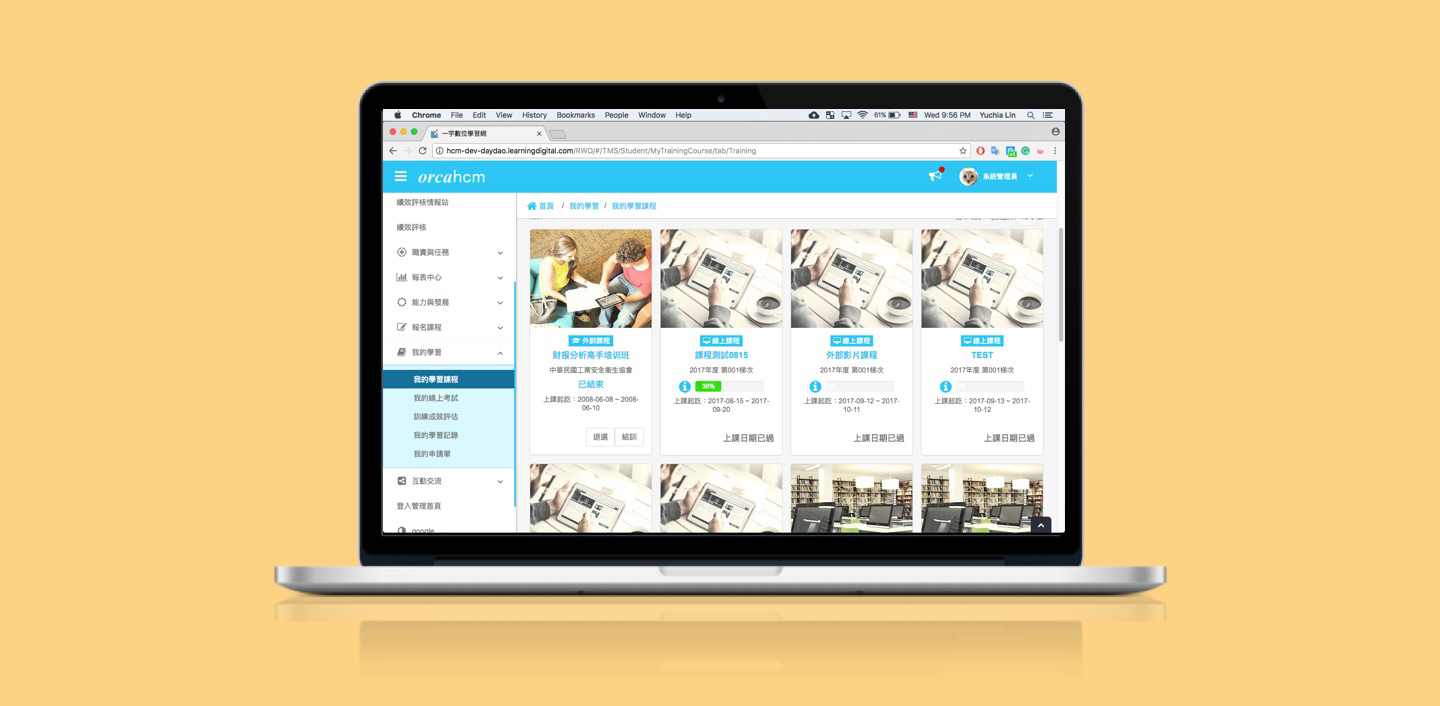 Chrome File Edit View History Bookmarks People Window Help 61% Wed 9:56 PM Yuchia Lin
一宇數位學習網
hcm-dev-daydao.learningdigital.com/RWD/#/TMS/Student/MyTrainingCourse/tab/Training
orcahcm
系統管理員
首頁 / 我的學習 / 我的學習課程
績效評核情報站
績效評核
職責與任務
報表中心
能力與發展
報名課程
我的學習
我的學習課程
我的線上考試
訓練成效評估
我的學習記錄
我的申請單
互動交流
登入管理首頁
google
外訓課程
财报分析高手培训班
中華民國工業安全衛生協會
已結束
上課起訖：2008-06-08 ~ 2008-
06-10
退選 結訓
線上課程
課程測試0815
2017年度 第001梯次
38%
上課起訖：2017-08-15 ~ 2017-
09-20
上課日期已過
線上課程
外部影片課程
2017年度 第001梯次
上課起訖：2017-09-12 ~ 2017-
10-11
上課日期已過
線上課程
TEST
2017年度 第001梯次
上課起訖：2017-09-13 ~ 2017-
10-12
上課日期已過